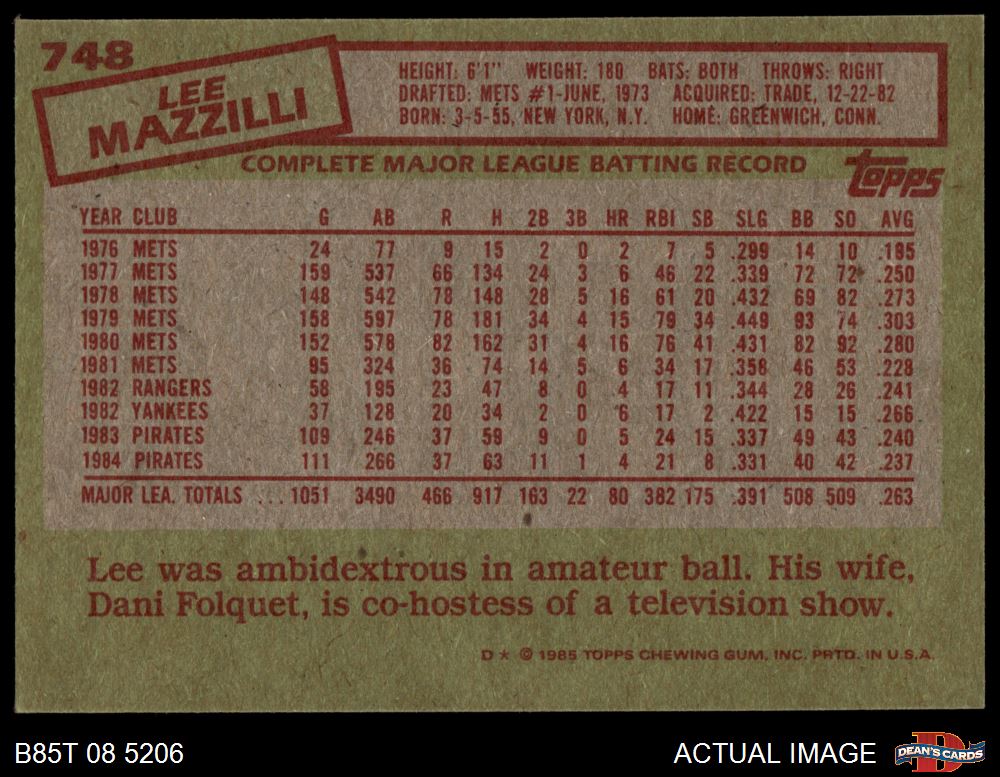 748
LEE
MAZZILLI
HEIGHT: 6'1" WEIGHT: 180 BATS: BOTH THROWS: RIGHT
DRAFTED: METS #1-JUNE, 1973 ACQUIRED: TRADE, 12-22-82
BORN: 3-5-55, NEW YORK, N.Y. HOME: GREENWICH, CONN.
COMPLETE MAJOR LEAGUE BATTING RECORD
Topps
YEAR CLUB G AB R H 2B 3B HR RBI SB SLG BB SO AVG
1976 METS 24 77 9 15 2 0 2 7 5 .299 14 10 .195
1977 METS 159 537 66 134 24 3 6 46 22 .339 72 72 .250
1978 METS 148 542 78 148 28 5 16 61 20 .432 69 82 .273
1979 METS 158 597 78 181 34 4 15 79 34 .449 93 74 .303
1980 METS 152 578 82 162 31 4 16 76 41 .431 82 92 .280
1981 METS 95 324 36 74 14 5 6 34 17 .358 46 53 .228
1982 RANGERS 58 195 23 47 8 0 4 17 11 .344 28 26 .241
1982 YANKEES 37 128 20 34 2 0 6 17 2 .422 15 15 .266
1983 PIRATES 109 246 37 59 9 0 5 24 15 .337 49 43 .240
1984 PIRATES 111 266 37 63 11 1 4 21 8 .331 40 42 .237
MAJOR LEA. TOTALS ... 1051 3490 466 917 163 22 80 382 175 .391 508 509 .263
Lee was ambidextrous in amateur ball. His wife,
Dani Folquet, is co-hostess of a television show.
D * © 1985 TOPPS CHEWING GUM, INC. PRTD. IN U.S.A.
B85T 08 5206 ACTUAL IMAGE DEAN'S CARDS